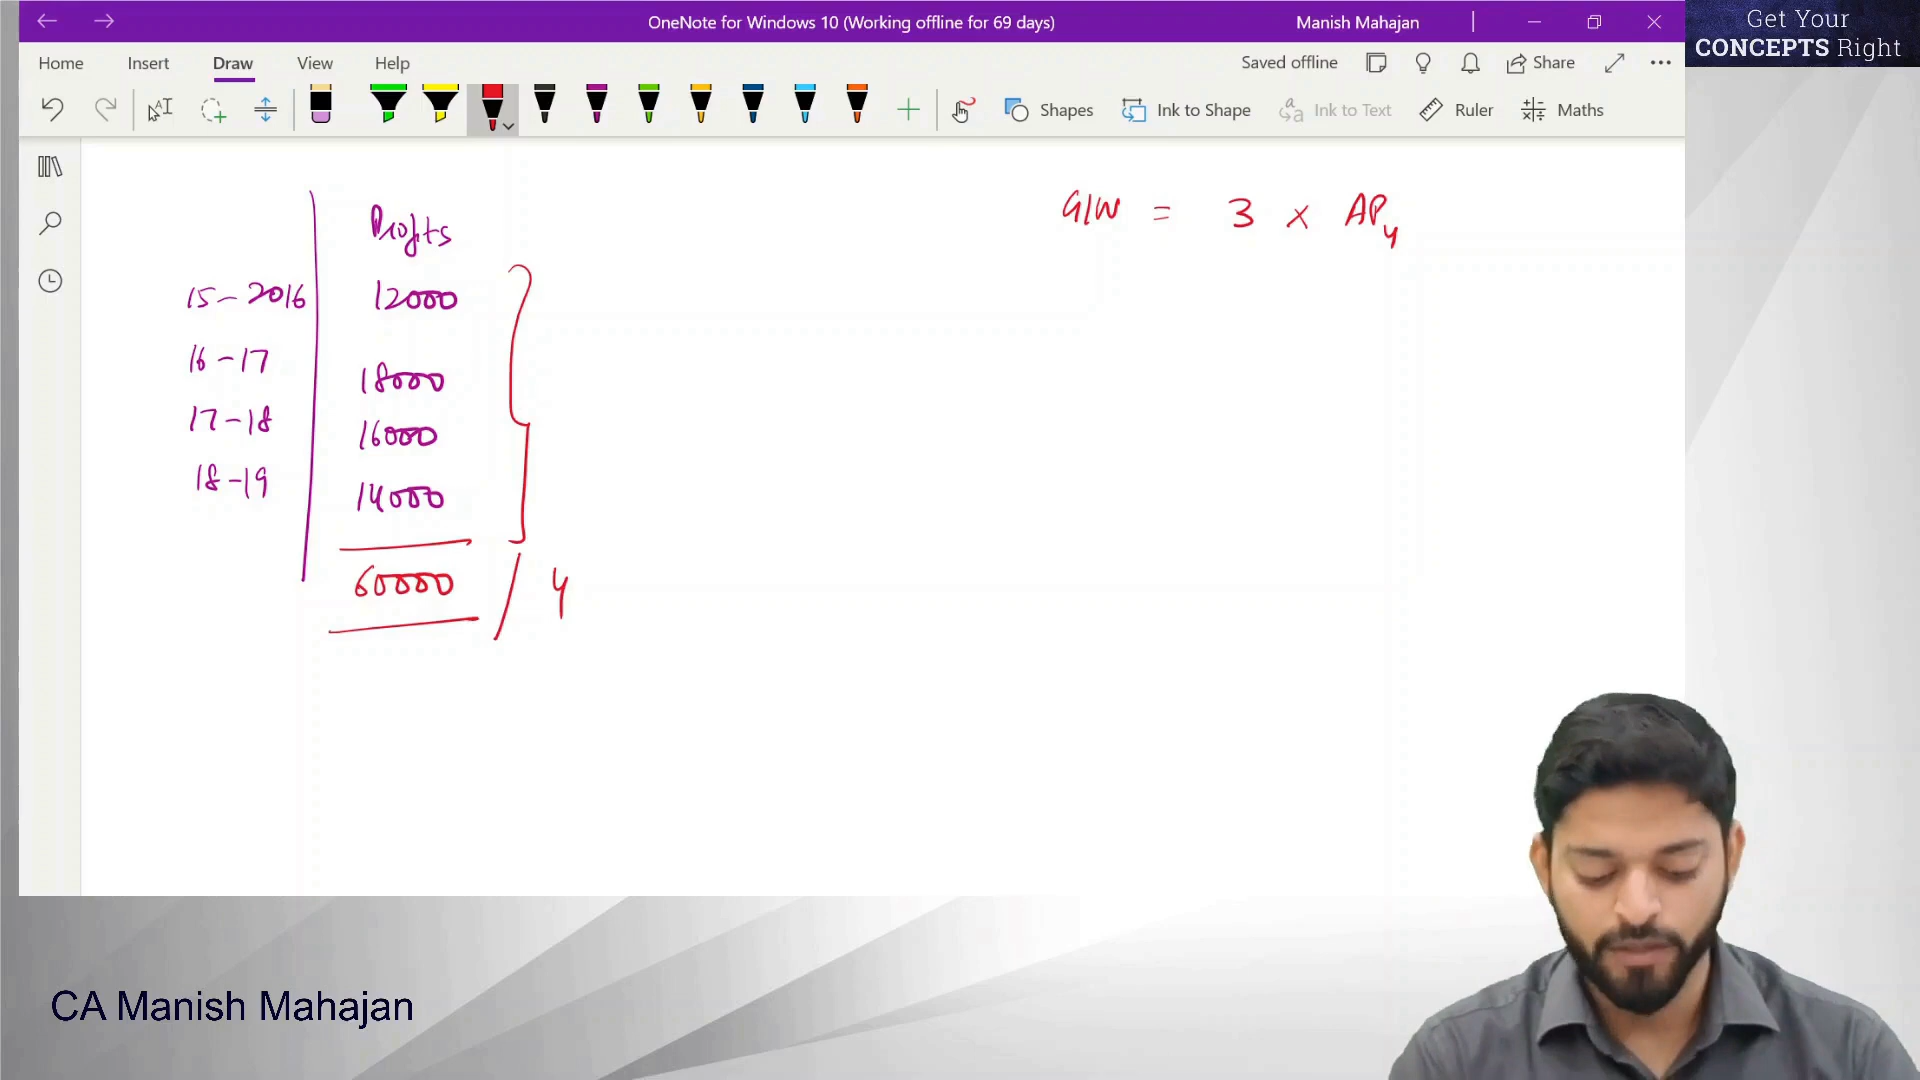 OneNote for Windows 10 (Working offline for 69 days)
Manish Mahajan
Get Your
CONCEPTS Right
Home Insert Draw View Help
Saved offline Share
Shapes Ink to Shape Ink to Text Ruler Maths
Profits
15-2016 12000
16-17 18000
17-18 16000
18-19 14000
60000 / 4
G/W = 3 x AP4
CA Manish Mahajan